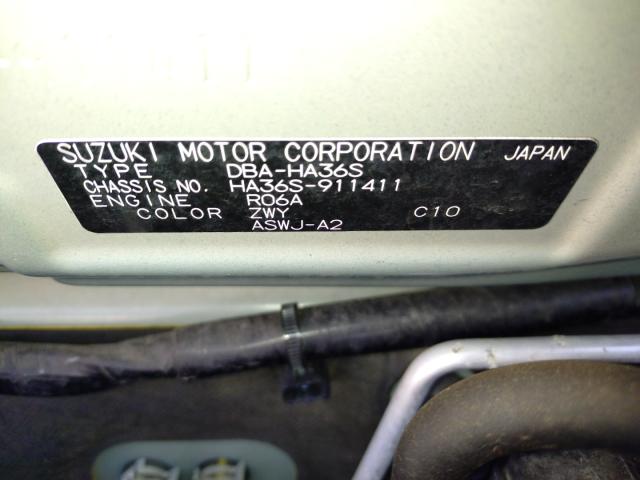 SUZUKI MOTOR CORPORATION JAPAN
TYPE DBA-HA36S
CHASSIS NO. HA36S-911411
ENGINE R06A
COLOR ZWY C10
ASWJ-A2